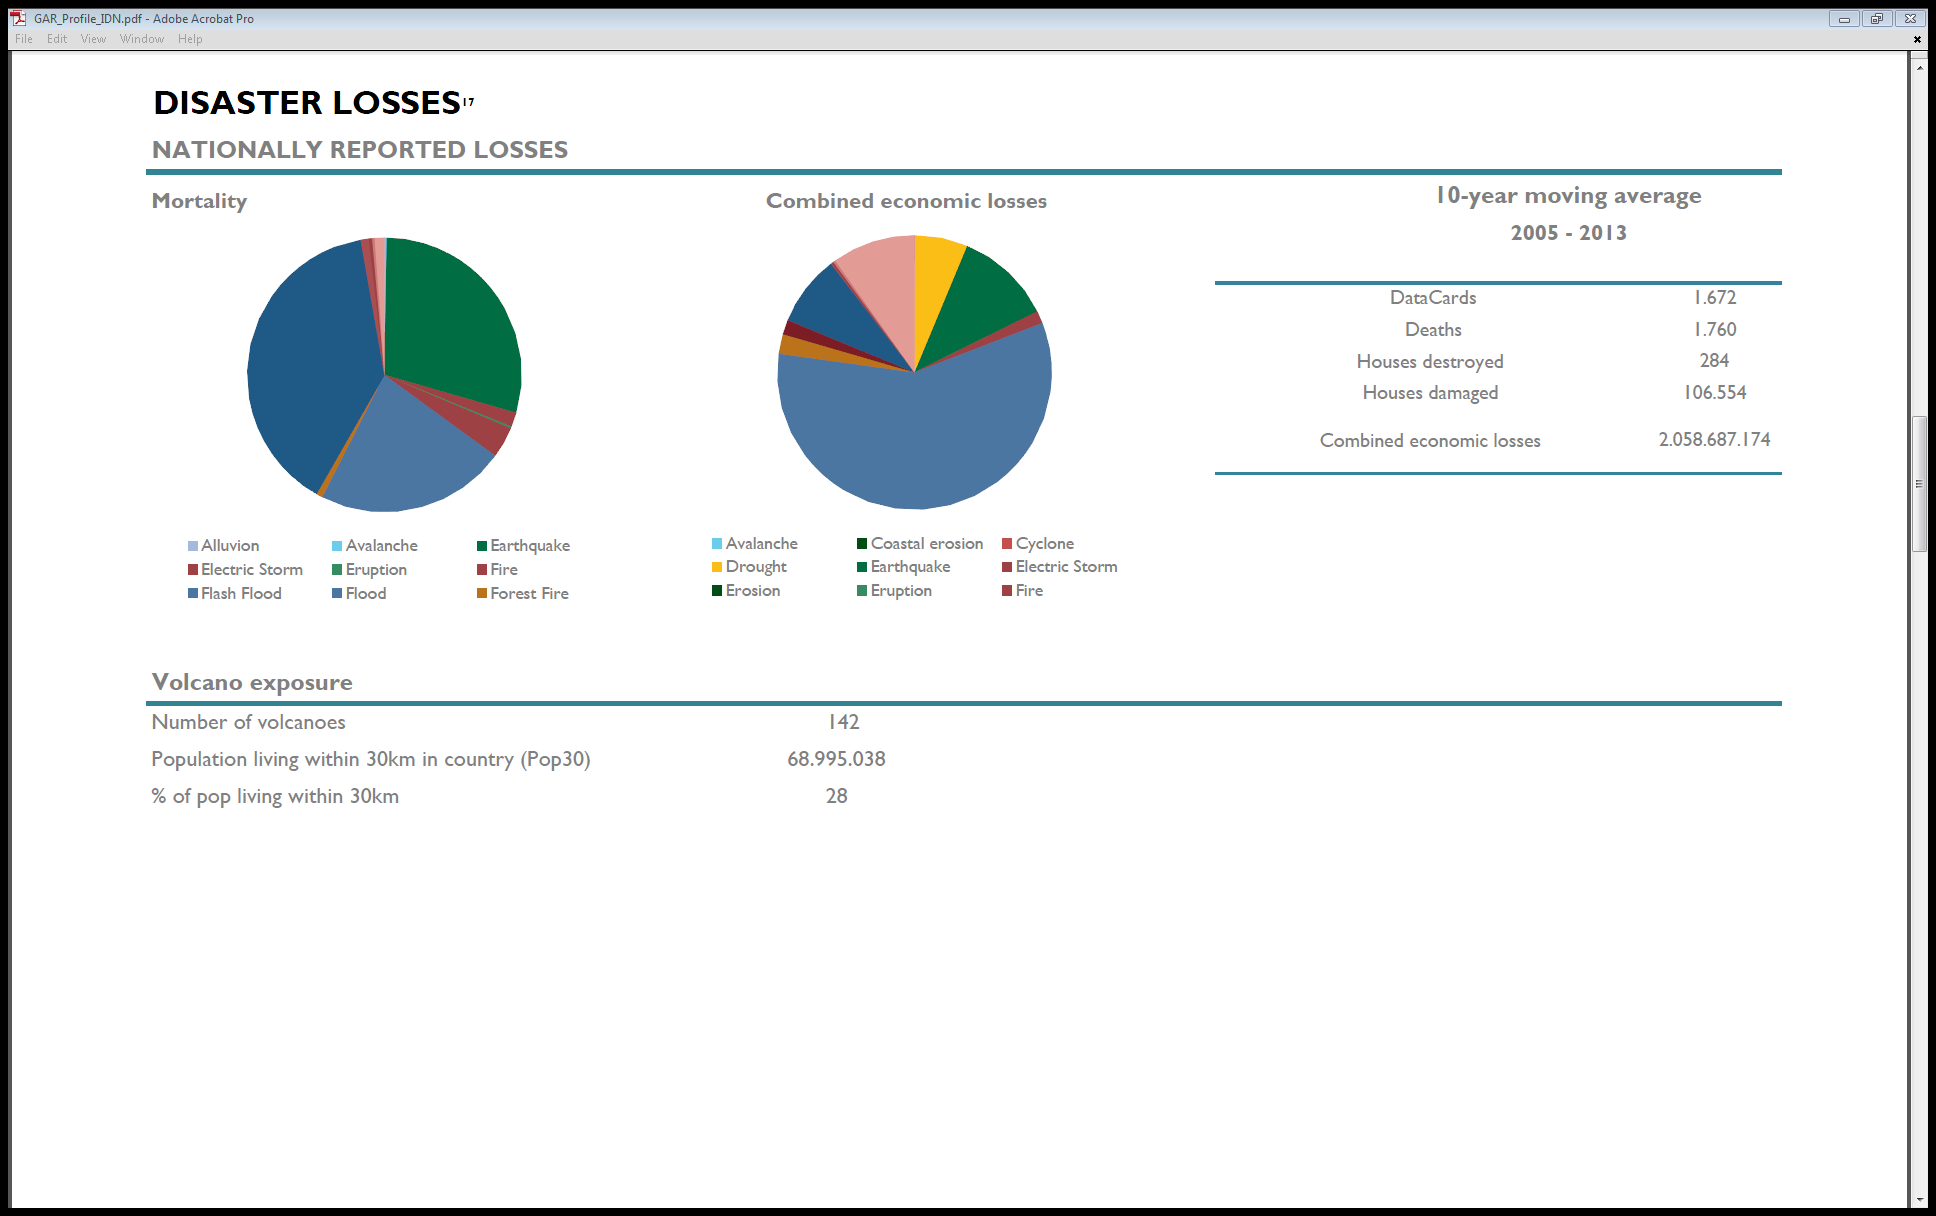 GAR_Profile_IDN.pdf - Adobe Acrobat Pro
File Edit View Window Help
DISASTER LOSSES17
NATIONALLY REPORTED LOSSES
Mortality
Alluvion Avalanche Earthquake
Electric Storm Eruption Fire
Flash Flood Flood Forest Fire
Combined economic losses
Avalanche Coastal erosion Cyclone
Drought Earthquake Electric Storm
Erosion Eruption Fire
10-year moving average
2005 - 2013
DataCards 1.672
Deaths 1.760
Houses destroyed 284
Houses damaged 106.554
Combined economic losses 2.058.687.174
Volcano exposure
Number of volcanoes 142
Population living within 30km in country (Pop30) 68.995.038
% of pop living within 30km 28